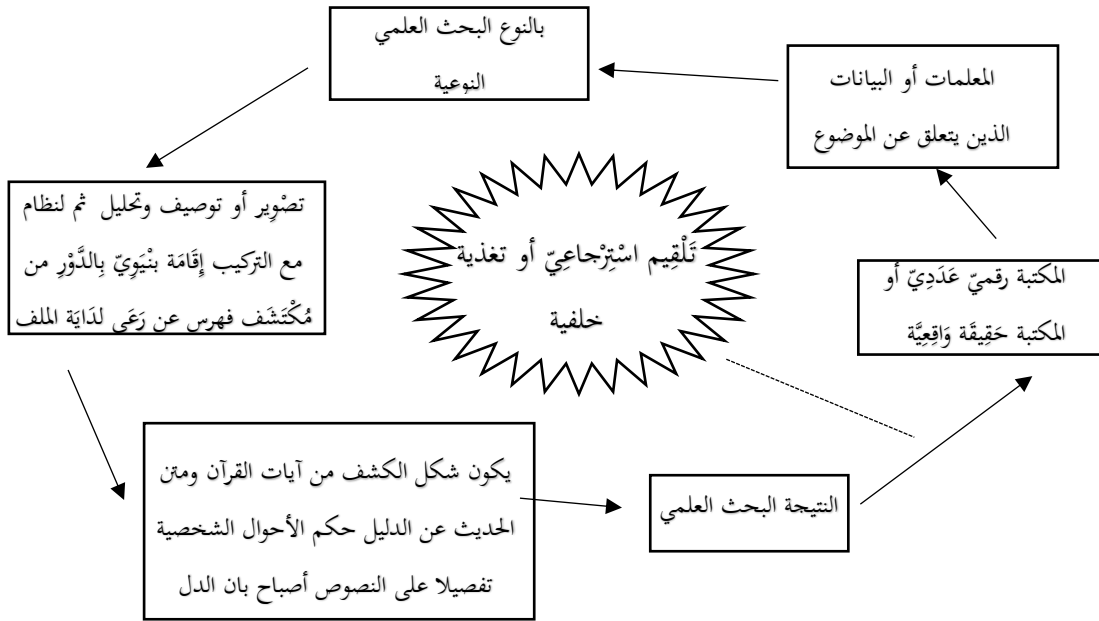 بالنوع البحث العلمي
النوعية
المعلمات أو البيانات
الذين يتعلق عن الموضوع
تصْوِير أو توصيف وتحليل ثم لنظام
مع التركيب إِقَامَة بنْيَوِيّ بِالدَّوْرِ من
مُكْتَشَف فهرس عن رَعَى لدَايَة الملف
تَلْقِيم اسْتِرْجاعِيّ أو تغذية
خلفية
المكتبة رقميّ عَدَدِيّ أو
المكتبة حَقِيقَة وَاقِعِيَّة
يكون شكل الكشف من آيات القرآن ومتن
الحديث عن الدليل حكم الأحوال الشخصية
تفصيلا على النصوص أصباح بان الدل
النتيجة البحث العلمي